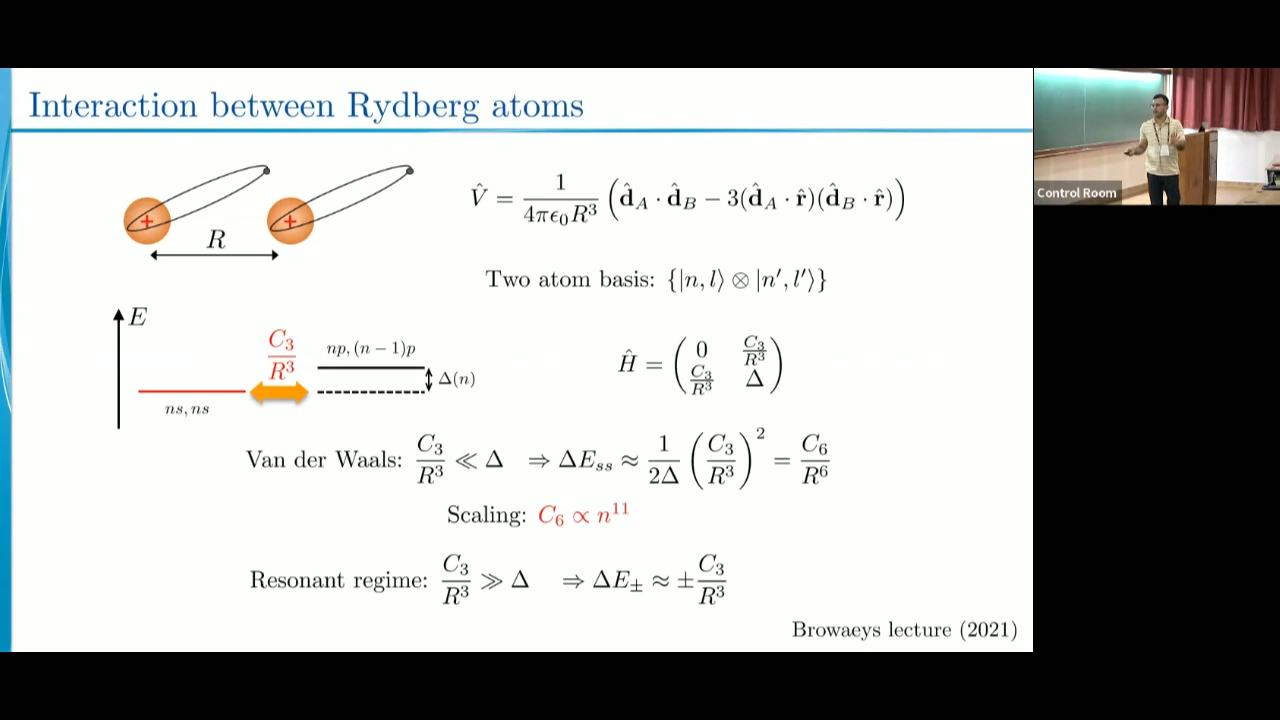 Interaction between Rydberg atoms
Control Room
+ +
R
V̂ = 1/(4πϵ₀R³) (d̂_A · d̂_B − 3(d̂_A · r̂)(d̂_B · r̂))
Two atom basis: {|n, l⟩ ⊗ |n′, l′⟩}
E
C₃/R³
np, (n − 1)p
Δ(n)
ns, ns
Ĥ = ( 0 C₃/R³
C₃/R³ Δ )
Van der Waals: C₃/R³ ≪ Δ ⇒ ΔE_ss ≈ 1/(2Δ) (C₃/R³)² = C₆/R⁶
Scaling: C₆ ∝ n¹¹
Resonant regime: C₃/R³ ≫ Δ ⇒ ΔE_± ≈ ± C₃/R³
Browaeys lecture (2021)